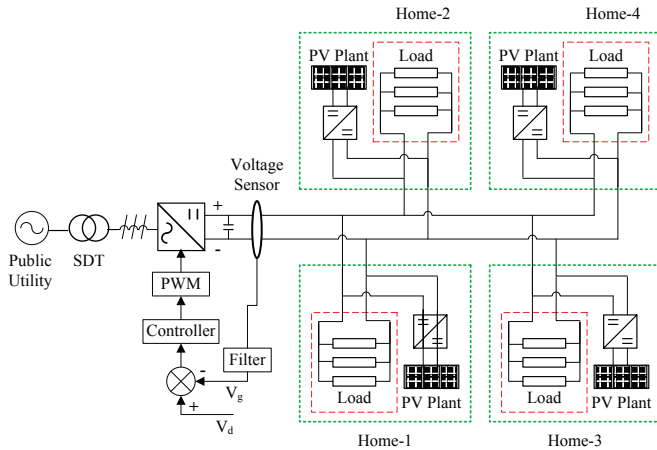 Home-2
Home-4
PV Plant
Load
PV Plant
Load
Voltage
Sensor
+
-
Public
Utility
SDT
PWM
Controller
Filter
-
+
Vg
Vd
Load
PV Plant
Load
PV Plant
Home-1
Home-3